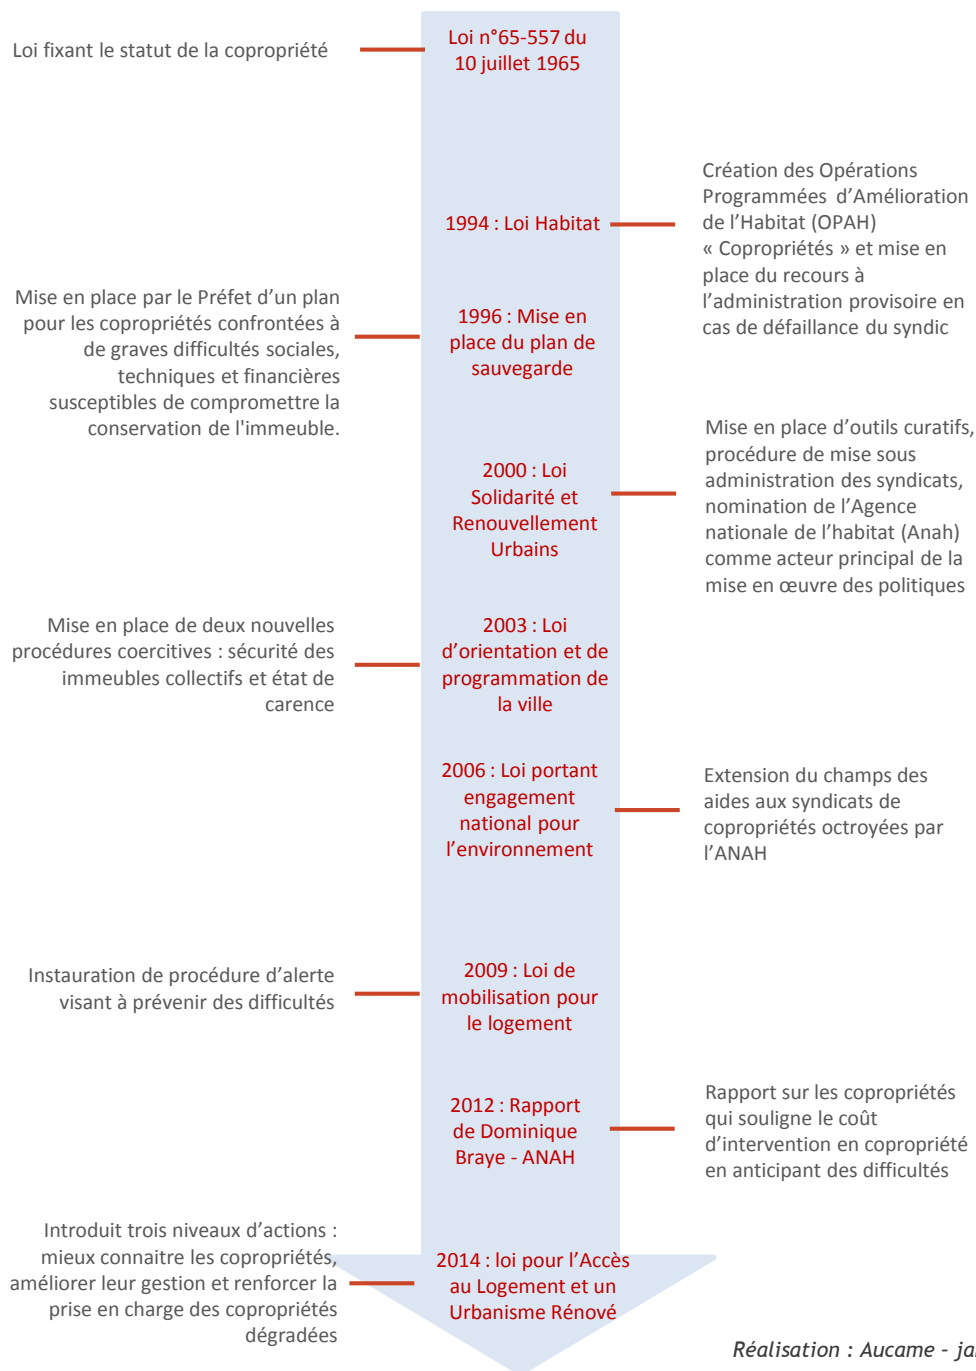 Loi fixant le statut de la copropriété
Loi n°65-557 du
10 juillet 1965
1994 : Loi Habitat
Création des Opérations
Programmées d’Amélioration
de l’Habitat (OPAH)
« Copropriétés » et mise en
place du recours à
l’administration provisoire en
cas de défaillance du syndic
Mise en place par le Préfet d’un plan
pour les copropriétés confrontées à
de graves difficultés sociales,
techniques et financières
susceptibles de compromettre la
conservation de l'immeuble.
1996 : Mise en
place du plan de
sauvegarde
2000 : Loi
Solidarité et
Renouvellement
Urbains
Mise en place d’outils curatifs,
procédure de mise sous
administration des syndicats,
nomination de l’Agence
nationale de l’habitat (Anah)
comme acteur principal de la
mise en œuvre des politiques
Mise en place de deux nouvelles
procédures coercitives : sécurité des
immeubles collectifs et état de
carence
2003 : Loi
d’orientation et de
programmation de
la ville
2006 : Loi portant
engagement
national pour
l’environnement
Extension du champs des
aides aux syndicats de
copropriétés octroyées par
l’ANAH
Instauration de procédure d’alerte
visant à prévenir des difficultés
2009 : Loi de
mobilisation pour
le logement
2012 : Rapport
de Dominique
Braye - ANAH
Rapport sur les copropriétés
qui souligne le coût
d’intervention en copropriété
en anticipant des difficultés
Introduit trois niveaux d’actions :
mieux connaitre les copropriétés,
améliorer leur gestion et renforcer la
prise en charge des copropriétés
dégradées
2014 : loi pour l’Accès
au Logement et un
Urbanisme Rénové
Réalisation : Aucame - ja